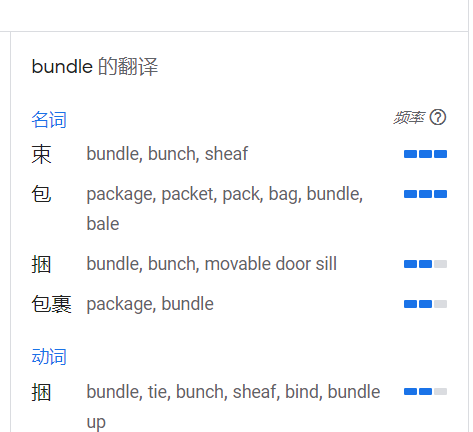 bundle 的翻译
名词 频率 ?
束 bundle, bunch, sheaf
包 package, packet, pack, bag, bundle,
bale
捆 bundle, bunch, movable door sill
包裹 package, bundle
动词
捆 bundle, tie, bunch, sheaf, bind, bundle
up